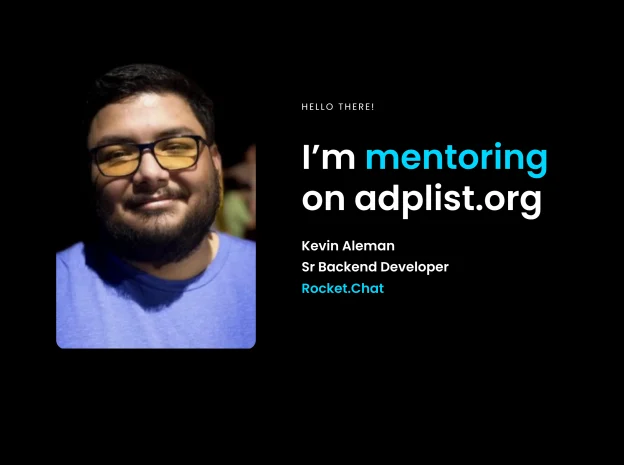 HELLO THERE!
I’m mentoring
on adplist.org
Kevin Aleman
Sr Backend Developer
Rocket.Chat